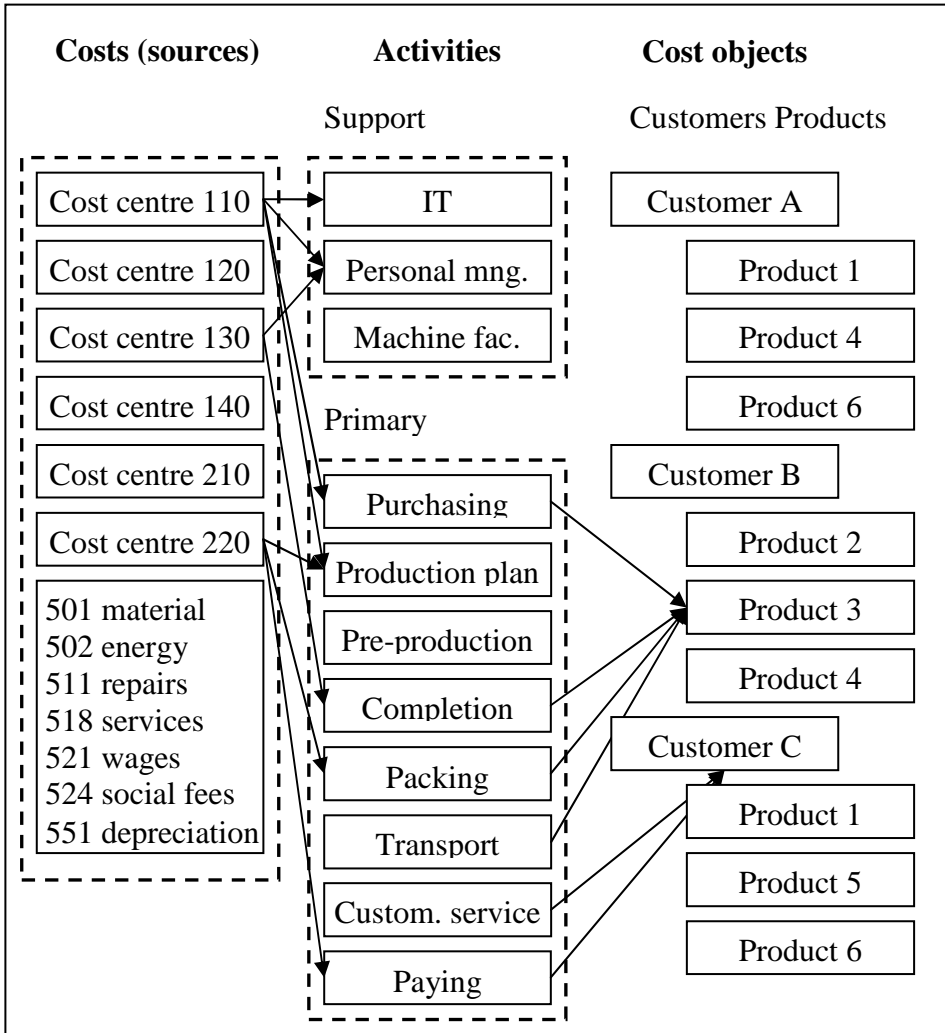 Costs (sources)
Activities
Cost objects
Support
Customers Products
Cost centre 110
Cost centre 120
Cost centre 130
Cost centre 140
Cost centre 210
Cost centre 220
501 material
502 energy
511 repairs
518 services
521 wages
524 social fees
551 depreciation
IT
Personal mng.
Machine fac.
Primary
Purchasing
Production plan
Pre-production
Completion
Packing
Transport
Custom. service
Paying
Customer A
Product 1
Product 4
Product 6
Customer B
Product 2
Product 3
Product 4
Customer C
Product 1
Product 5
Product 6